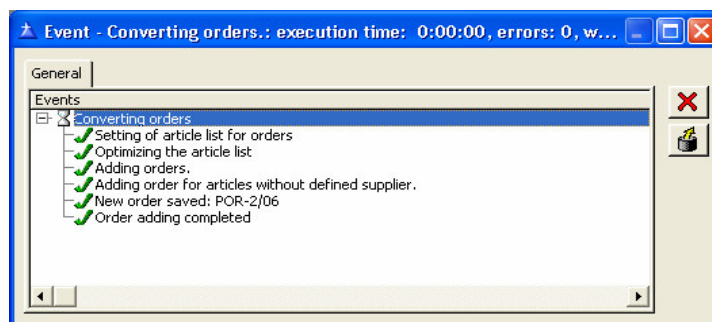 Event - Converting orders.: execution time: 0:00:00, errors: 0, w...
General
Events
Converting orders
Setting of article list for orders
Optimizing the article list
Adding orders.
Adding order for articles without defined supplier.
New order saved: POR-2/06
Order adding completed